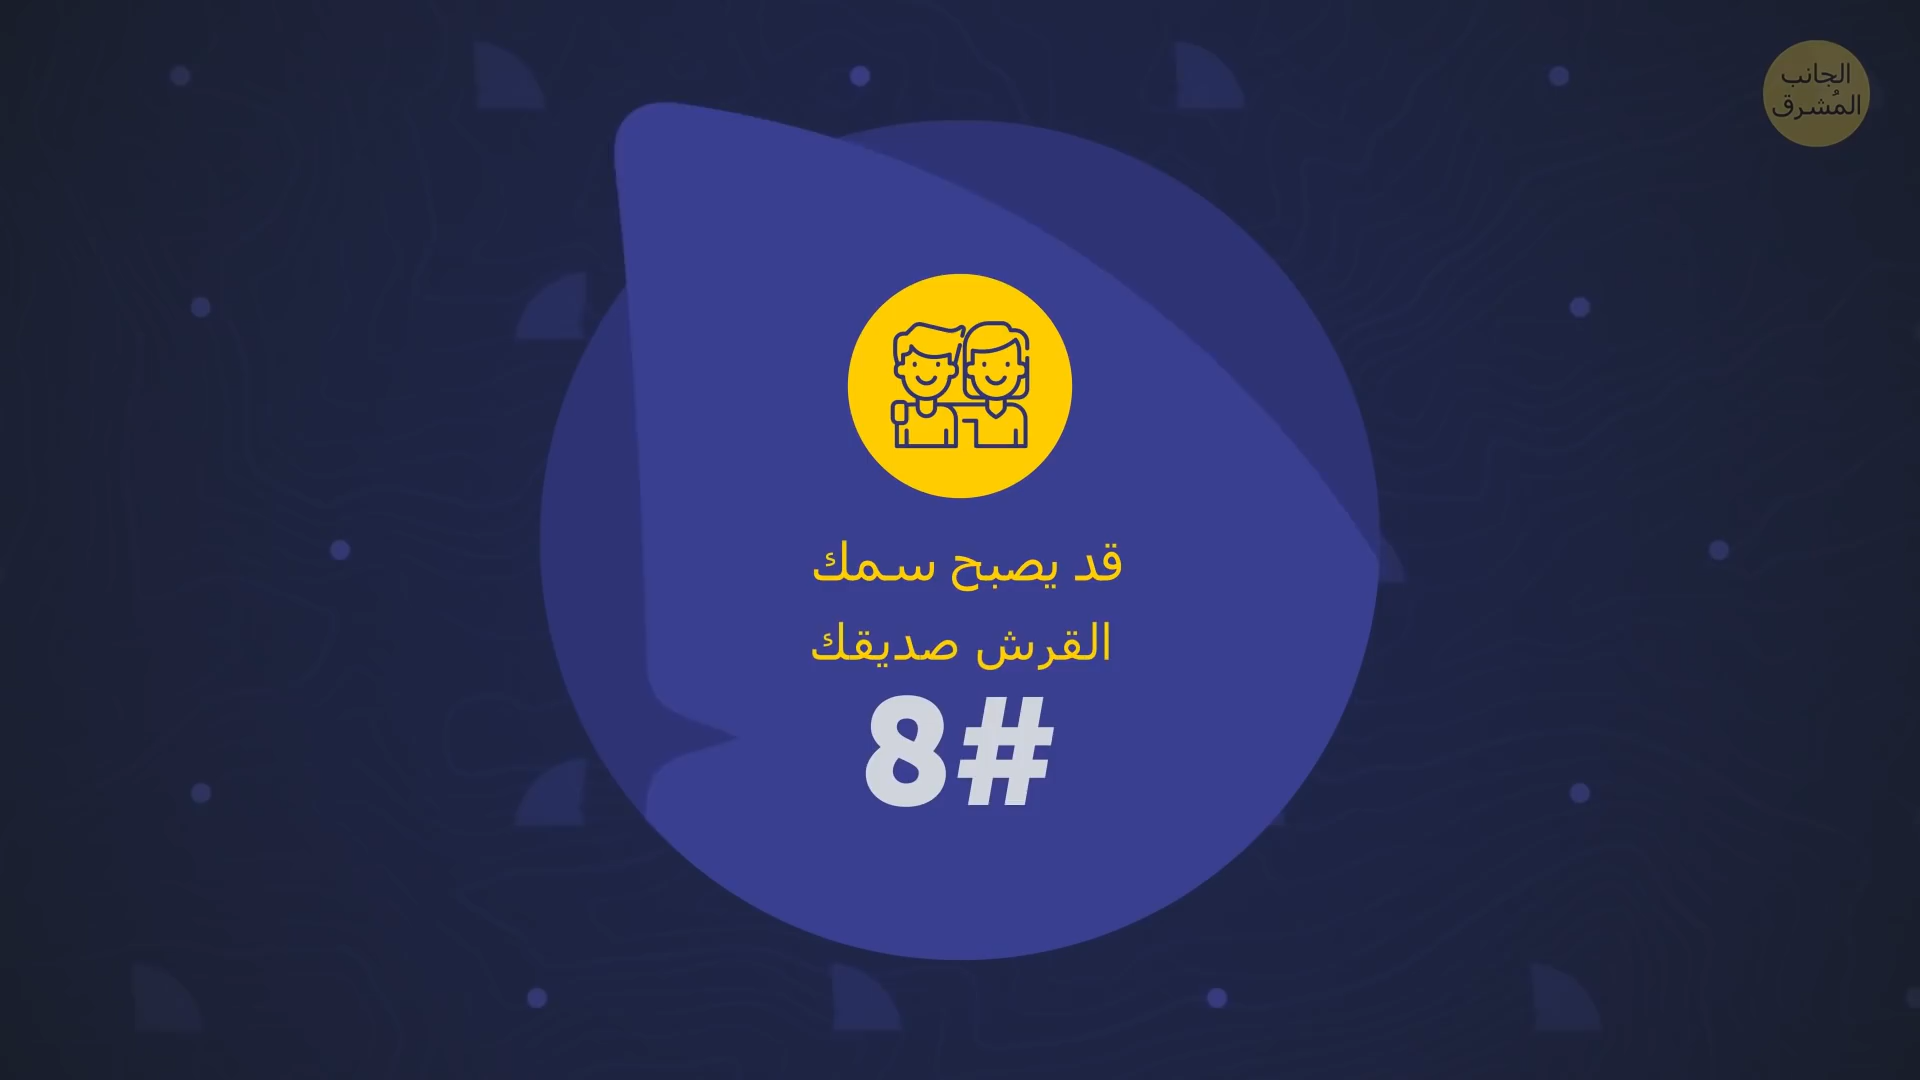 الجانب
المُشرق
قد يصبح سمك
القرش صديقك
#8